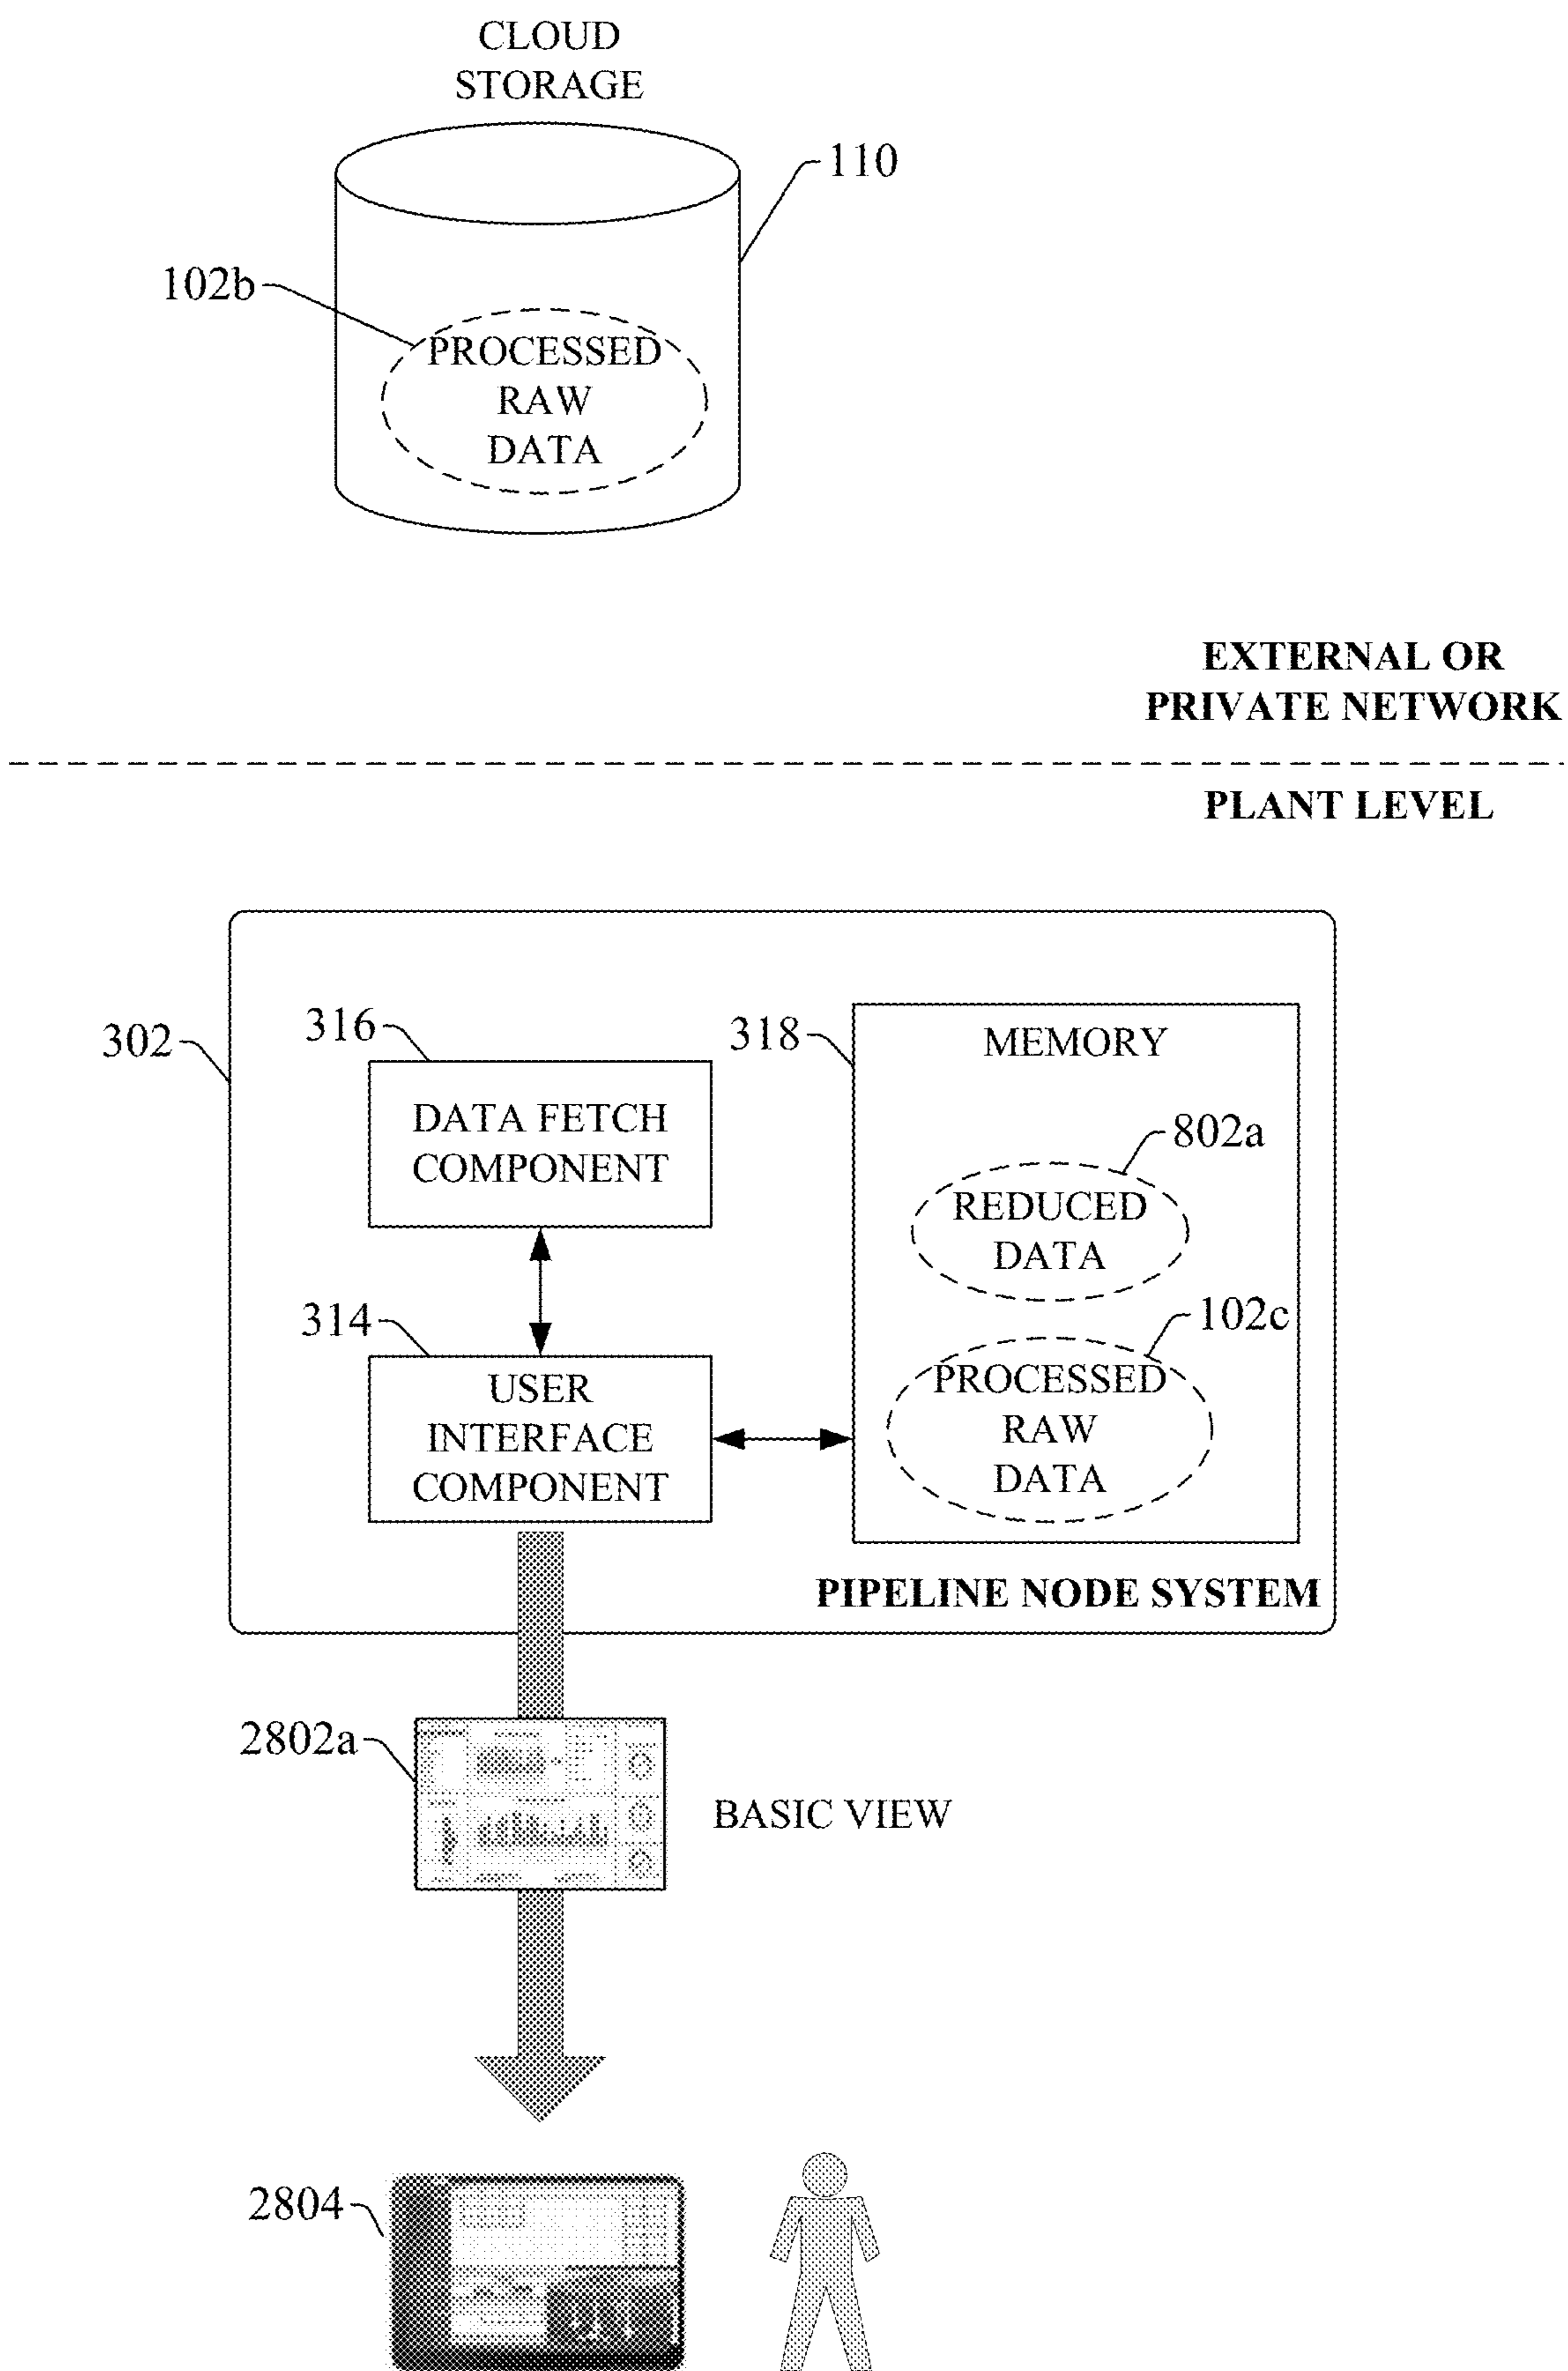 CLOUD
STORAGE
110
102b
PROCESSED
RAW
DATA
EXTERNAL OR
PRIVATE NETWORK
PLANT LEVEL
302
316
318
MEMORY
DATA FETCH
COMPONENT
802a
REDUCED
DATA
314
102c
USER
INTERFACE
COMPONENT
PROCESSED
RAW
DATA
PIPELINE NODE SYSTEM
2802a
BASIC VIEW
2804